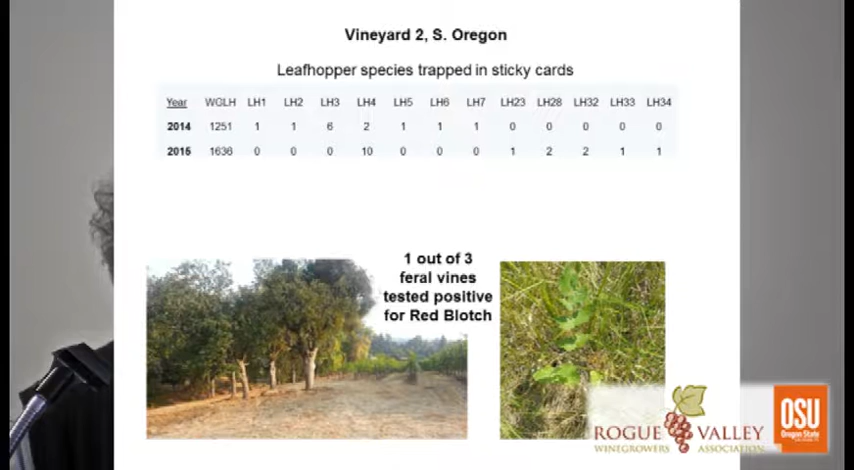 Vineyard 2, S. Oregon
Leafhopper species trapped in sticky cards
Year WGLH LH1 LH2 LH3 LH4 LH5 LH6 LH7 LH23 LH28 LH32 LH33 LH34
2014 1251 1 1 6 2 1 1 1 0 0 0 0 0
2015 1636 0 0 0 10 0 0 0 1 2 2 1 1
1 out of 3
feral vines
tested positive
for Red Blotch
ROGUE VALLEY
WINEGROWERS ASSOCIATION
OSU
Oregon State